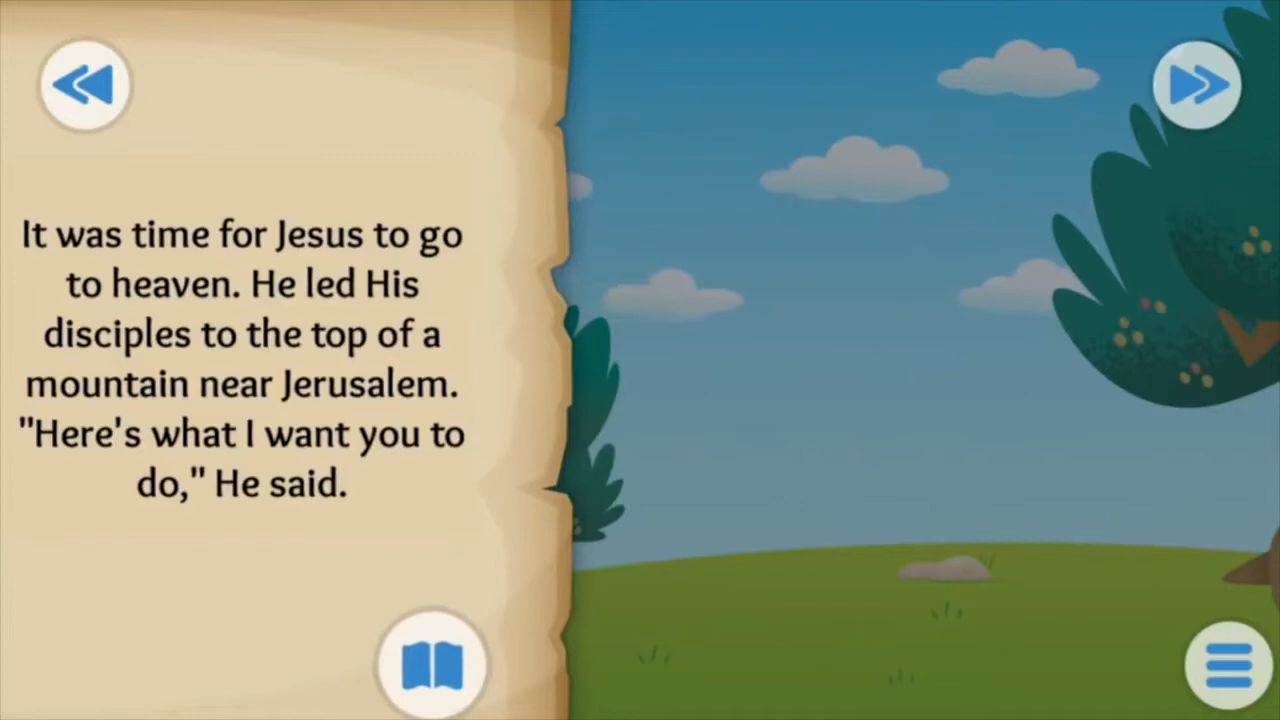 It was time for Jesus to go
to heaven. He led His
disciples to the top of a
mountain near Jerusalem.
"Here's what I want you to
do," He said.